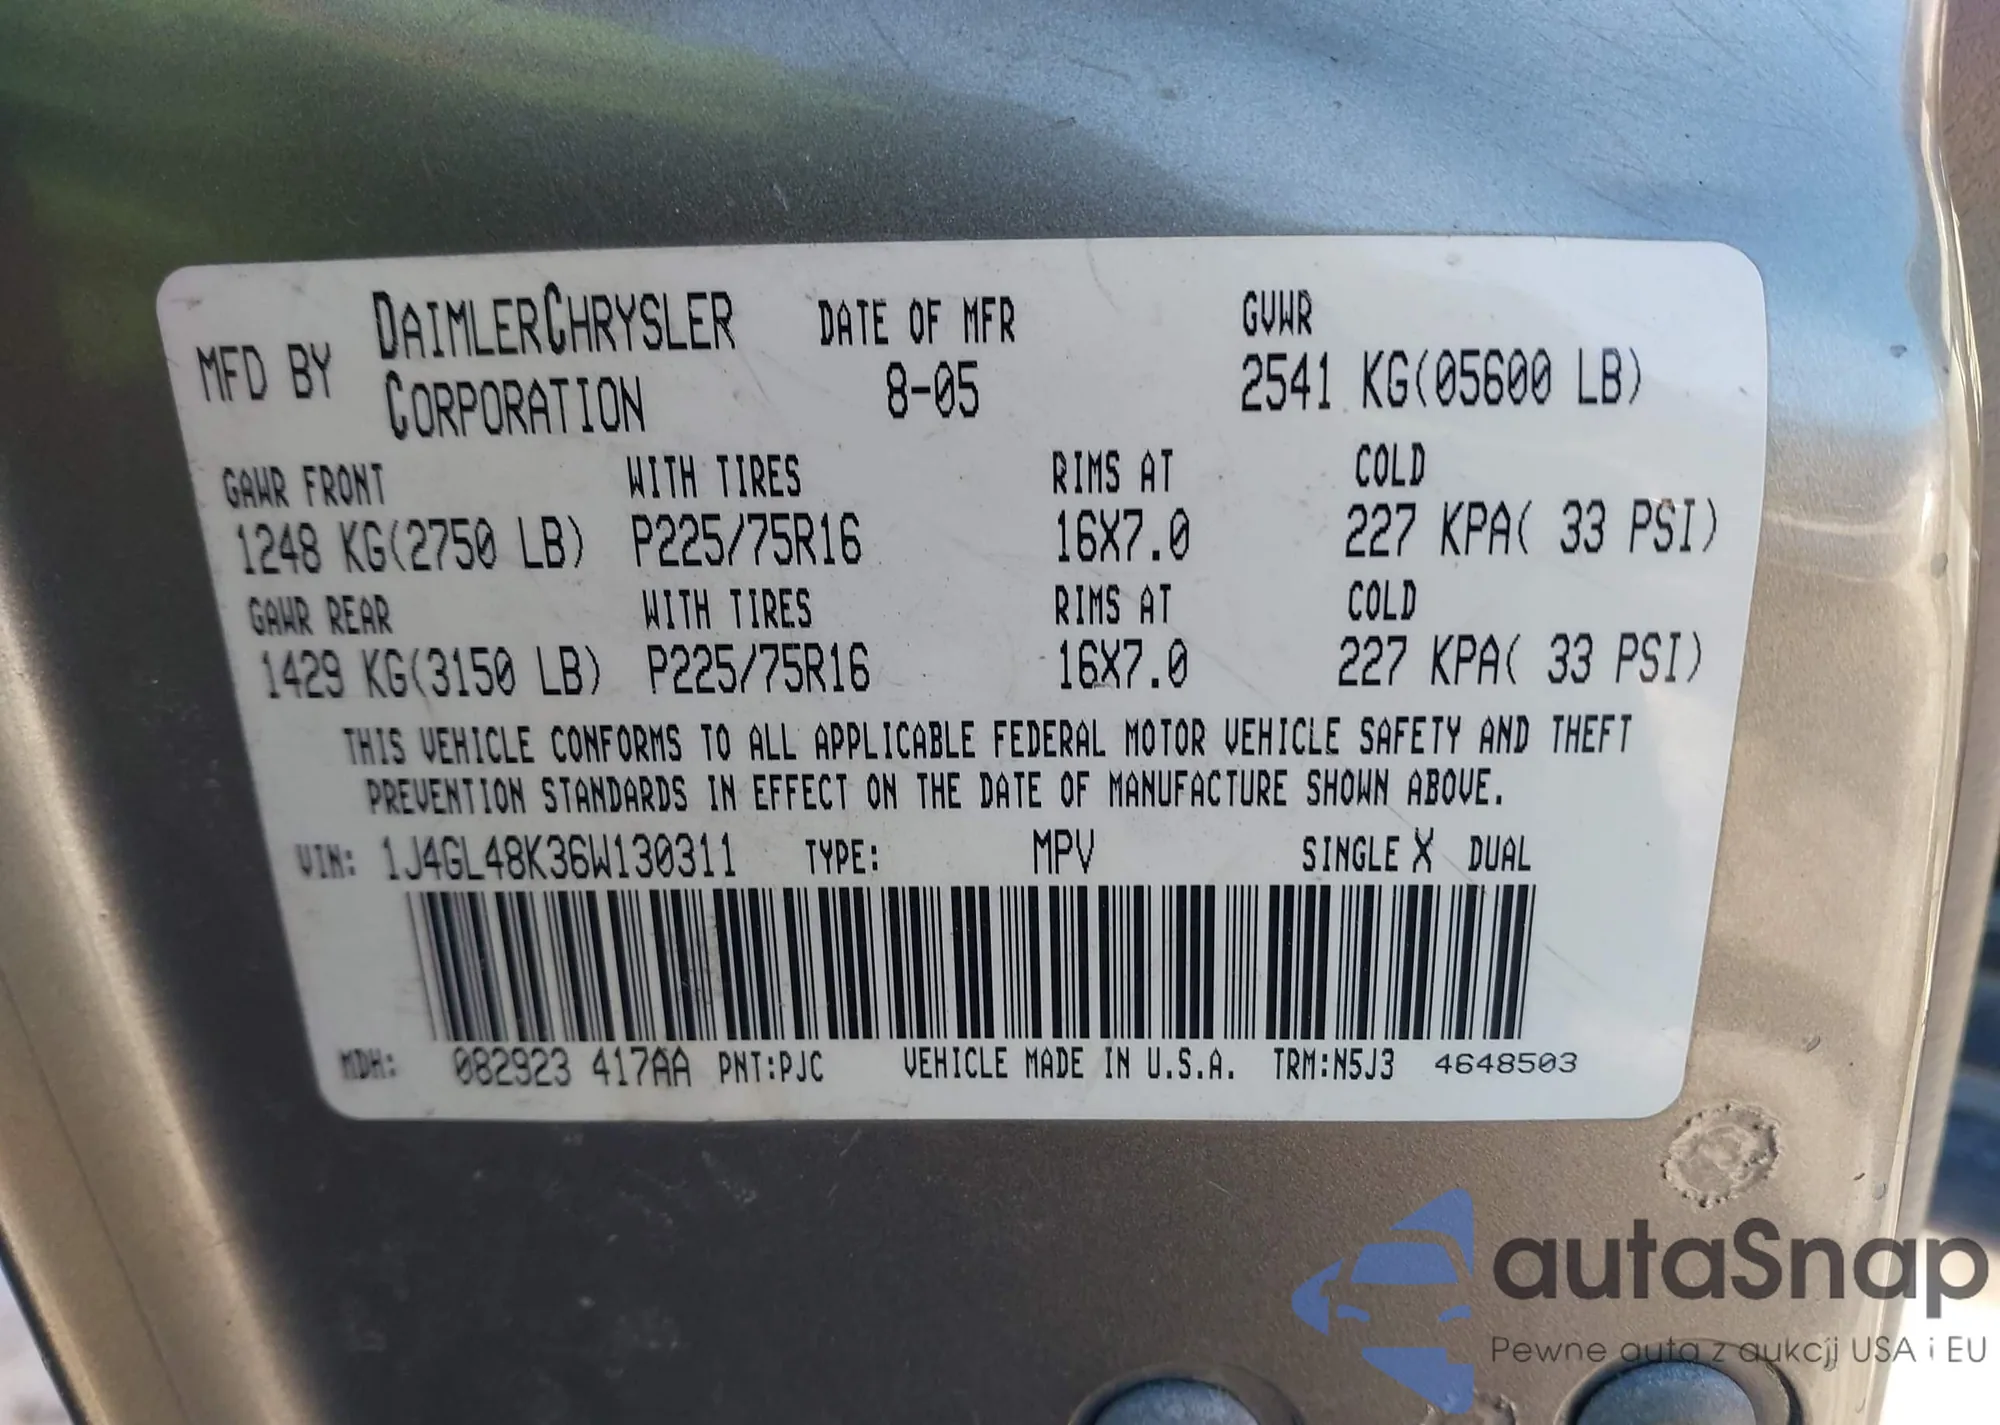 MFD BY DAIMLERCHRYSLER CORPORATION DATE OF MFR 8-05 GVWR 2541 KG(05600 LB)
GAWR FRONT WITH TIRES RIMS AT COLD
1248 KG(2750 LB) P225/75R16 16X7.0 227 KPA( 33 PSI)
GAWR REAR WITH TIRES RIMS AT COLD
1429 KG(3150 LB) P225/75R16 16X7.0 227 KPA( 33 PSI)
THIS VEHICLE CONFORMS TO ALL APPLICABLE FEDERAL MOTOR VEHICLE SAFETY AND THEFT
PREVENTION STANDARDS IN EFFECT ON THE DATE OF MANUFACTURE SHOWN ABOVE.
VIN: 1J4GL48K36W130311 TYPE: MPV SINGLE X DUAL
MDH: 082923 417AA PNT:PJC VEHICLE MADE IN U.S.A. TRM:N5J3 4648503
autaSnap
Pewne auta z aukcji USA i EU